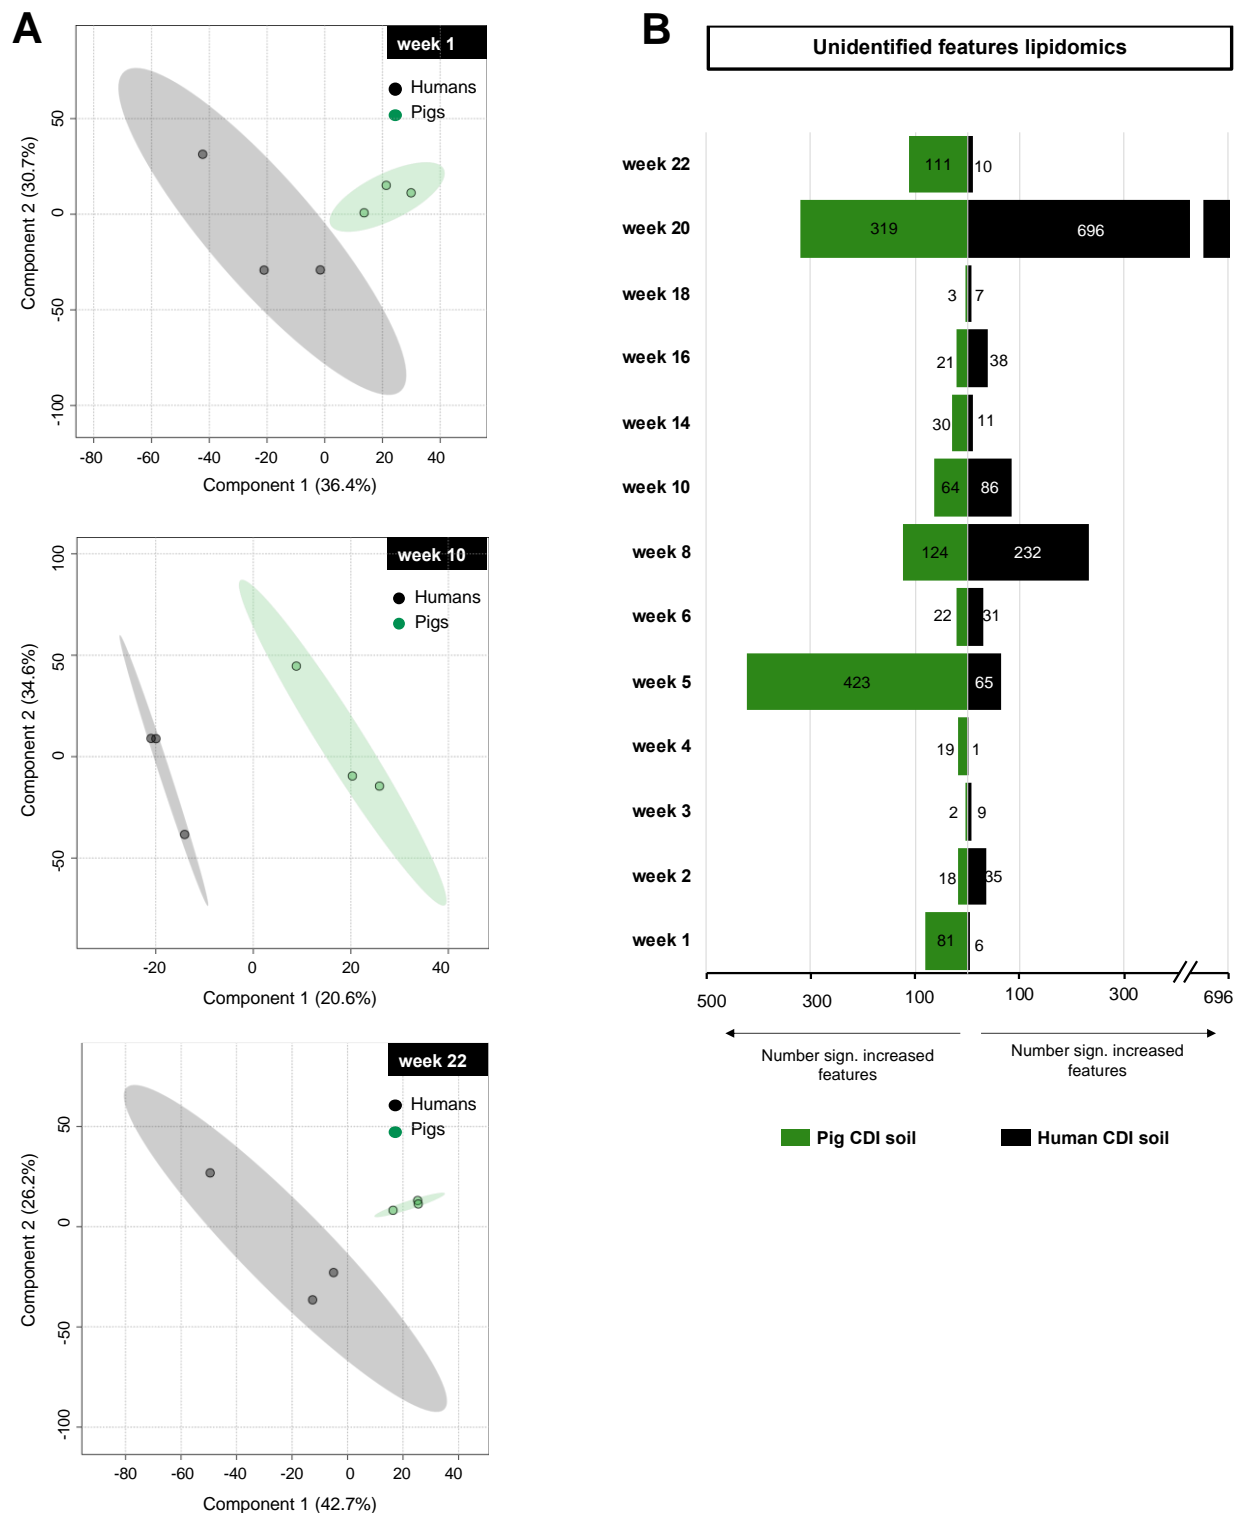 A
week 1
Humans
Pigs
Component 2 (30.7%)
50
0
-50
-100
-80 -60 -40 -20 0 20 40
Component 1 (36.4%)
week 10
Humans
Pigs
Component 2 (34.6%)
100
50
0
-50
-20 0 20 40
Component 1 (20.6%)
week 22
Humans
Pigs
Component 2 (26.2%)
50
0
-50
-100
-80 -60 -40 -20 0 20 40
Component 1 (42.7%)
B
Unidentified features lipidomics
week 22 111 10
week 20 319 696
week 18 3 7
week 16 21 38
week 14 30 11
week 10 64 86
week 8 124 232
week 6 22 31
week 5 423 65
week 4 19 1
week 3 2 9
week 2 18 35
week 1 81 6
500 300 100 100 300 696
Number sign. increased
features
Number sign. increased
features
Pig CDI soil
Human CDI soil